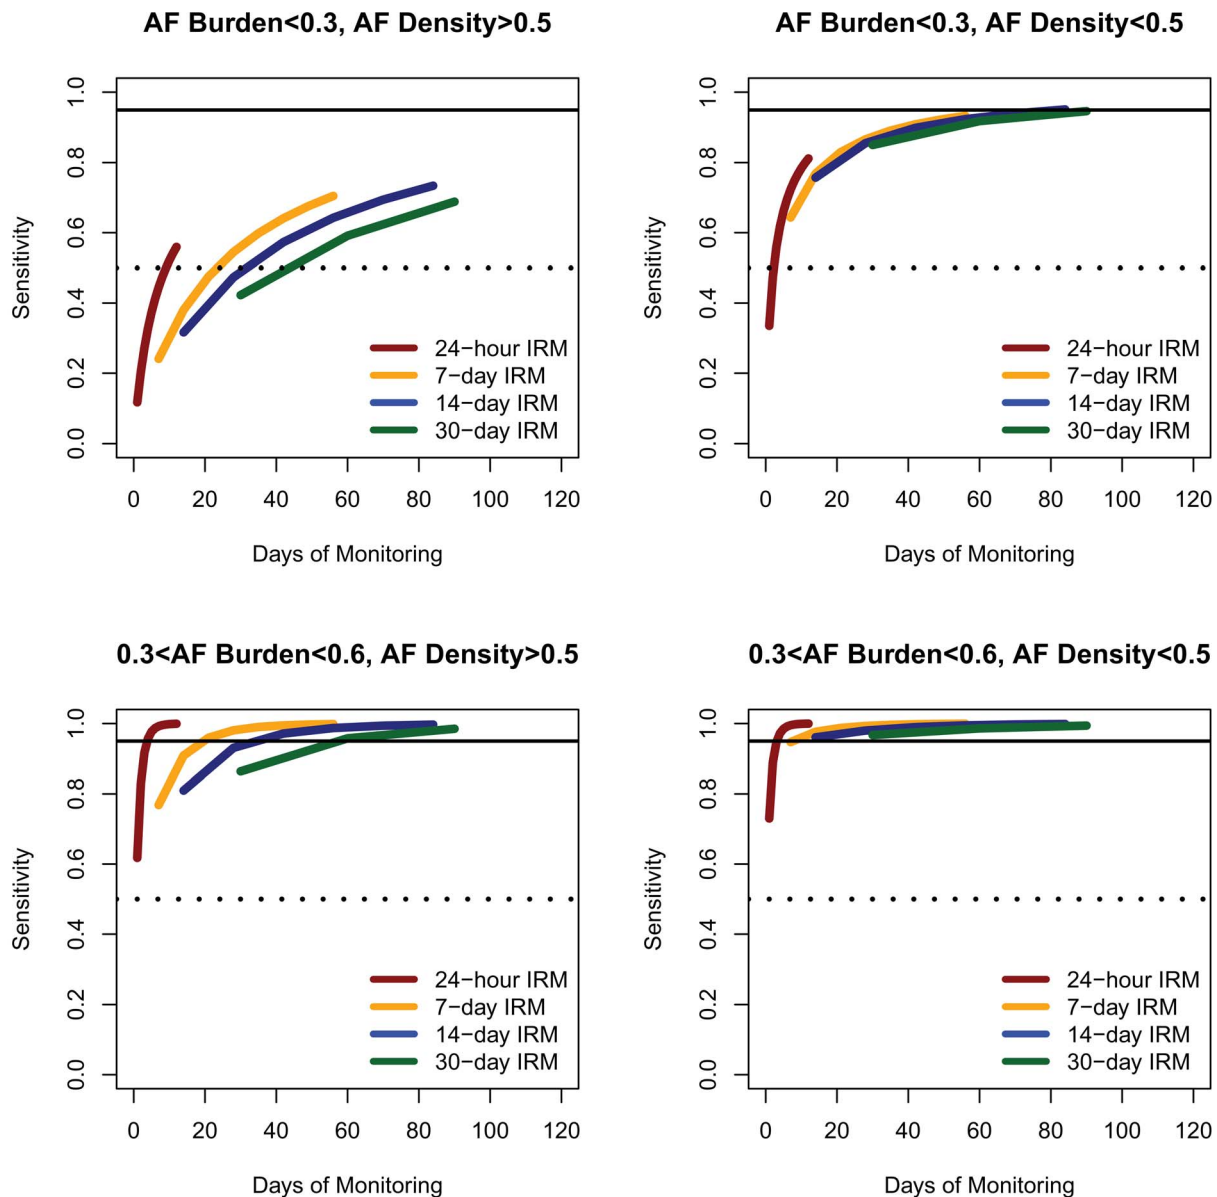 AF Burden<0.3, AF Density>0.5
Sensitivity
1.0
0.8
0.6
0.4
0.2
0.0
24−hour IRM
7−day IRM
14−day IRM
30−day IRM
0 20 40 60 80 100 120
Days of Monitoring
AF Burden<0.3, AF Density<0.5
Sensitivity
1.0
0.8
0.6
0.4
0.2
0.0
24−hour IRM
7−day IRM
14−day IRM
30−day IRM
0 20 40 60 80 100 120
Days of Monitoring
0.3<AF Burden<0.6, AF Density>0.5
Sensitivity
1.0
0.8
0.6
0.4
0.2
0.0
24−hour IRM
7−day IRM
14−day IRM
30−day IRM
0 20 40 60 80 100 120
Days of Monitoring
0.3<AF Burden<0.6, AF Density<0.5
Sensitivity
1.0
0.8
0.6
0.4
0.2
0.0
24−hour IRM
7−day IRM
14−day IRM
30−day IRM
0 20 40 60 80 100 120
Days of Monitoring